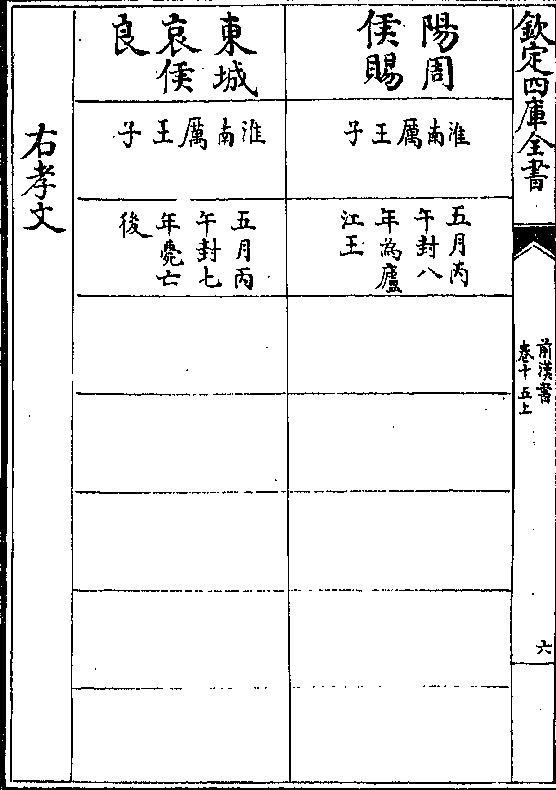 欽定四庫全書
前漢書
卷十五上
六
陽周
侯賜
淮南厲王子
五月丙
午封八
年為廬
江王
東城
哀侯
良
淮南厲王子
五月丙
午封七
年薨亡
後
右孝文